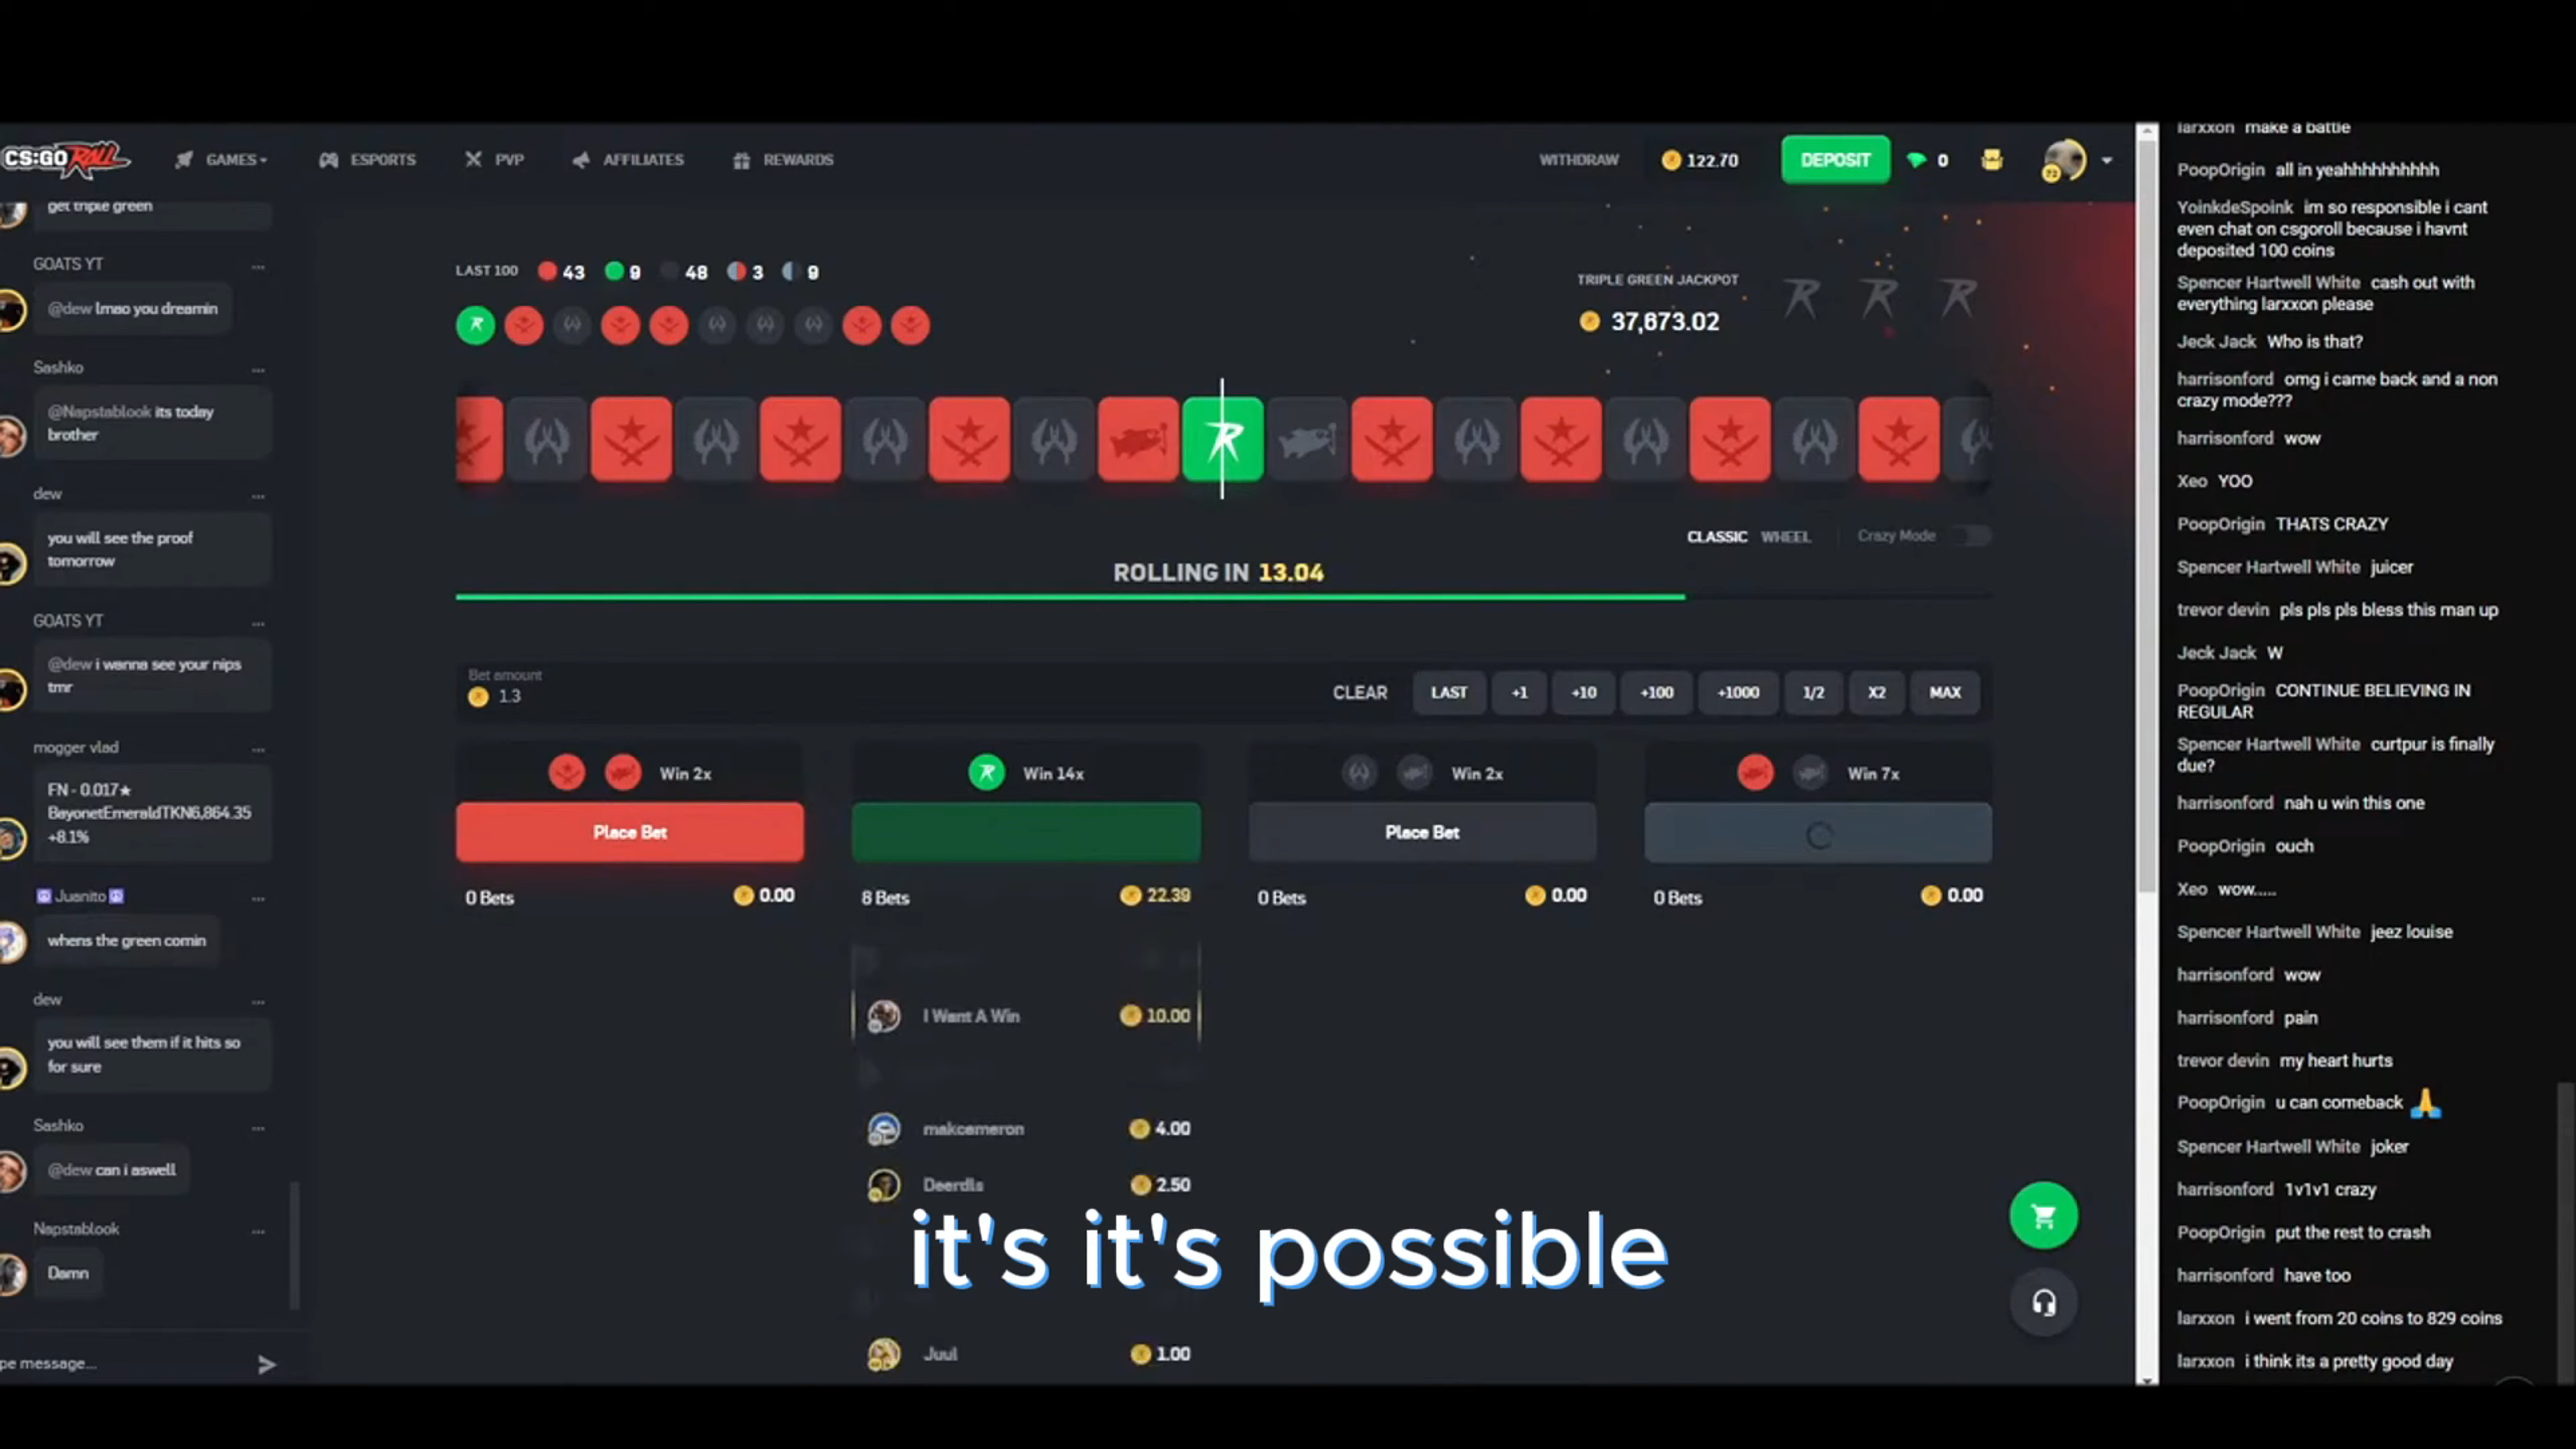 CS:GO ROLL
GAMES
ESPORTS
PVP
AFFILIATES
REWARDS
WITHDRAW
122.70
DEPOSIT
0
72
get triple green
GOATS YT
...
@dew lmao you dreamin
Sashko
...
@Napstablook its today
brother
dew
...
you will see the proof
tomorrow
GOATS YT
...
@dew i wanna see your nips
tmr
mogger vlad
...
FN - 0.017★
BayonetEmeraldTKN6,864.35
+8.1%
Juanito
...
whens the green comin
dew
...
you will see them if it hits so
for sure
Sashko
...
@dew can i aswell
Napstablook
...
Damn
pe message...
LAST 100 43 9 48 3 9
TRIPLE GREEN JACKPOT
37,673.02
CLASSIC WHEEL Crazy Mode
ROLLING IN 13.04
Bet amount
1.3
CLEAR LAST +1 +10 +100 +1000 1/2 X2 MAX
Win 2x
Place Bet
0 Bets 0.00
Win 14x
8 Bets 22.39
I Want A Win 10.00
makcameron 4.00
Deerdls 2.50
Juul 1.00
Win 2x
Place Bet
0 Bets 0.00
Win 7x
0 Bets 0.00
it's it's possible
larxxon make a battle
PoopOrigin all in yeahhhhhhhhhh
YoinkdeSpoink im so responsible i cant
even chat on csgoroll because i havnt
deposited 100 coins
Spencer Hartwell White cash out with
everything larxxon please
Jeck Jack Who is that?
harrisonford omg i came back and a non
crazy mode???
harrisonford wow
Xeo YOO
PoopOrigin THATS CRAZY
Spencer Hartwell White juicer
trevor devin pls pls pls bless this man up
Jeck Jack W
PoopOrigin CONTINUE BELIEVING IN
REGULAR
Spencer Hartwell White curtpur is finally
due?
harrisonford nah u win this one
PoopOrigin ouch
Xeo wow.....
Spencer Hartwell White jeez louise
harrisonford wow
harrisonford pain
trevor devin my heart hurts
PoopOrigin u can comeback 🙏
Spencer Hartwell White joker
harrisonford 1v1v1 crazy
PoopOrigin put the rest to crash
harrisonford have too
larxxon i went from 20 coins to 829 coins
larxxon i think its a pretty good day